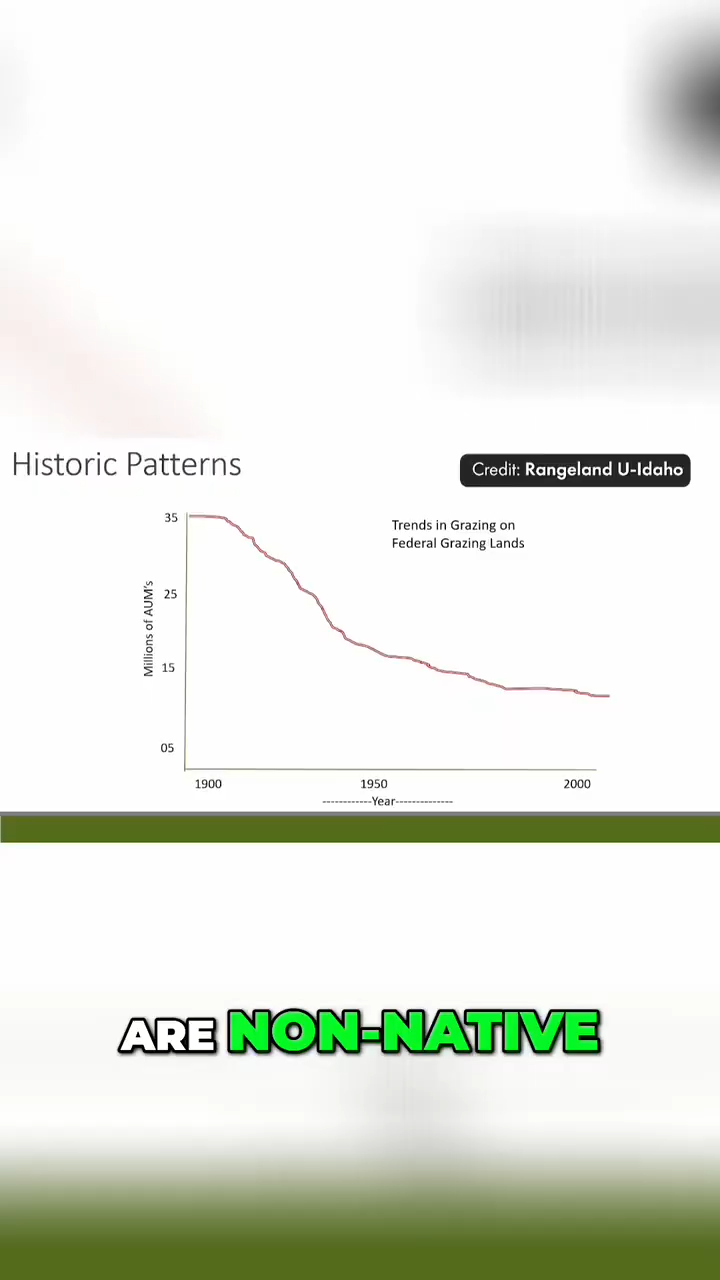 Historic Patterns
Credit: Rangeland U-Idaho
Trends in Grazing on
Federal Grazing Lands
Millions of AUM's
35
25
15
05
1900
1950
2000
------------Year--------------
ARE NON-NATIVE